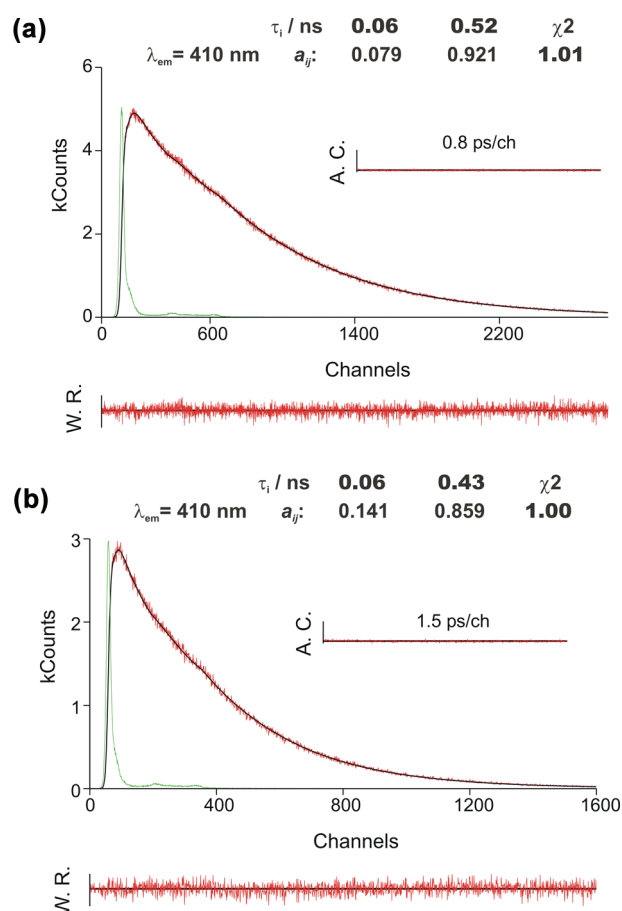 (a)
τi / ns 0.06 0.52 χ2
λem= 410 nm aij: 0.079 0.921 1.01
6
4
2
0
kCounts
A. C.
0.8 ps/ch
0 600 1400 2200
Channels
W. R.
(b)
τi / ns 0.06 0.43 χ2
λem= 410 nm aij: 0.141 0.859 1.00
3
2
1
0
kCounts
A. C.
1.5 ps/ch
0 400 800 1200 1600
Channels
W. R.